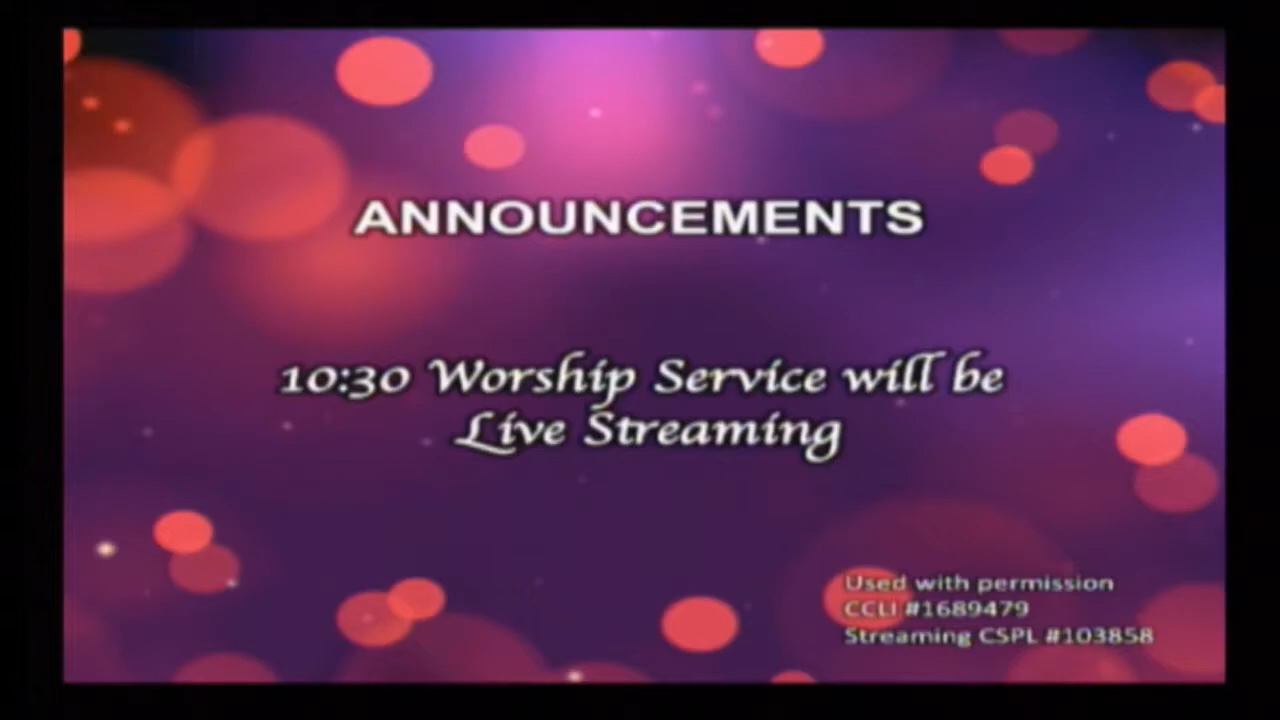 ANNOUNCEMENTS
10:30 Worship Service will be
Live Streaming
Used with permission
CCLI #1689479
Streaming CSPL #103858